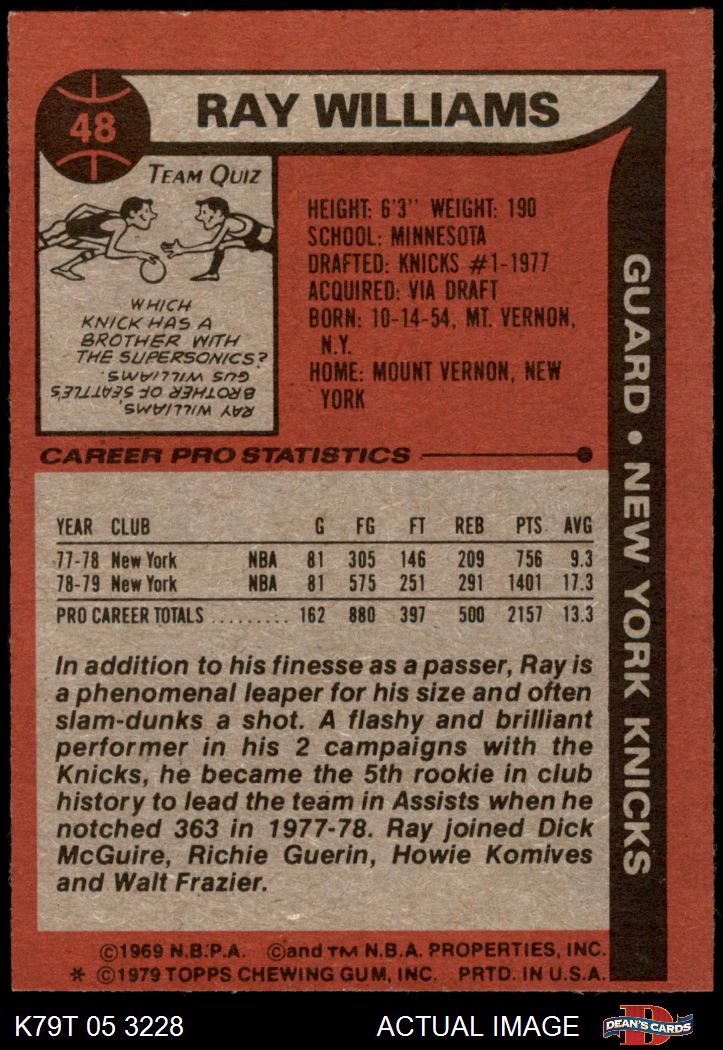 48
RAY WILLIAMS
TEAM QUIZ
WHICH
KNICK HAS A
BROTHER WITH
THE SUPERSONICS?
RAY WILLIAMS,
BROTHER OF SEATTLE'S
GUS WILLIAMS.
HEIGHT: 6'3" WEIGHT: 190
SCHOOL: MINNESOTA
DRAFTED: KNICKS #1-1977
ACQUIRED: VIA DRAFT
BORN: 10-14-54, MT. VERNON,
N.Y.
HOME: MOUNT VERNON, NEW
YORK
GUARD • NEW YORK KNICKS
CAREER PRO STATISTICS
YEAR CLUB G FG FT REB PTS AVG
77-78 New York NBA 81 305 146 209 756 9.3
78-79 New York NBA 81 575 251 291 1401 17.3
PRO CAREER TOTALS ......... 162 880 397 500 2157 13.3
In addition to his finesse as a passer, Ray is
a phenomenal leaper for his size and often
slam-dunks a shot. A flashy and brilliant
performer in his 2 campaigns with the
Knicks, he became the 5th rookie in club
history to lead the team in Assists when he
notched 363 in 1977-78. Ray joined Dick
McGuire, Richie Guerin, Howie Komives
and Walt Frazier.
©1969 N.B.P.A. ©and TM N.B.A. PROPERTIES, INC.
* ©1979 TOPPS CHEWING GUM, INC. PRTD. IN U.S.A.
K79T 05 3228 ACTUAL IMAGE
D
DEAN'S CARDS